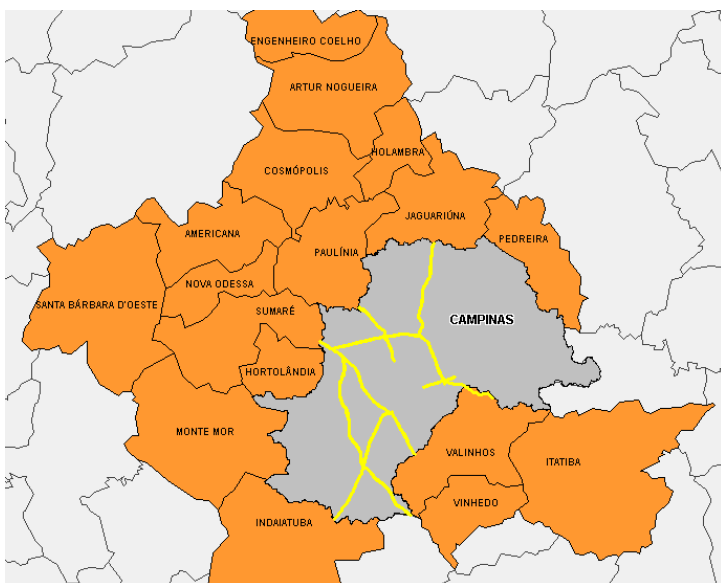 ENGENHEIRO COELHO
ARTUR NOGUEIRA
HOLAMBRA
COSMÓPOLIS
JAGUARIÚNA
AMERICANA
PEDREIRA
PAULÍNIA
NOVA ODESSA
SANTA BÁRBARA D'OESTE
SUMARÉ
CAMPINAS
HORTOLÂNDIA
MONTE MOR
VALINHOS
ITATIBA
VINHEDO
INDAIATUBA